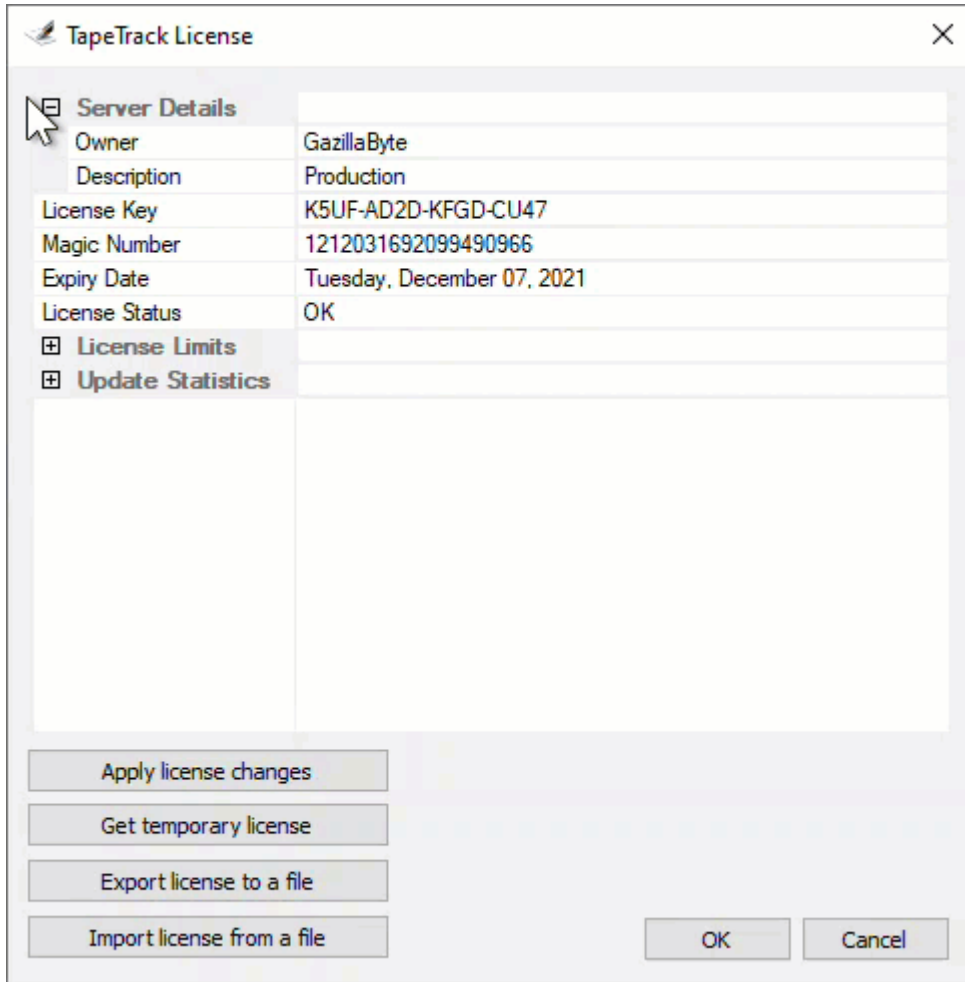 TapeTrack License
Server Details
Owner GazillaByte
Description Production
License Key K5UF-AD2D-KFGD-CU47
Magic Number 1212031692099490966
Expiry Date Tuesday, December 07, 2021
License Status OK
License Limits
Update Statistics
Apply license changes
Get temporary license
Export license to a file
Import license from a file
OK Cancel